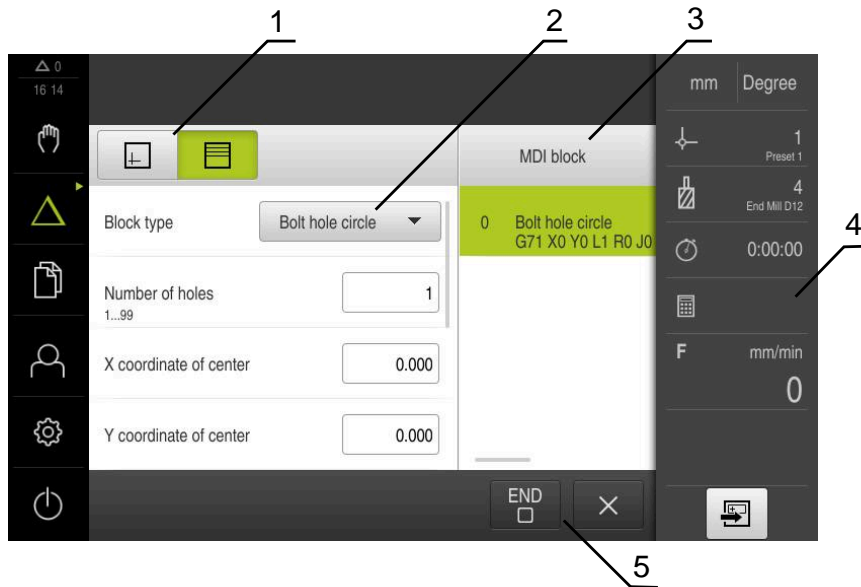 1
2
3
0
16 14
mm Degree
1
Preset 1
MDI block
Block type
Bolt hole circle
0 Bolt hole circle
G71 X0 Y0 L1 R0 J0
4
End Mill D12
4
0:00:00
Number of holes
1...99
1
X coordinate of center
0.000
F mm/min
0
Y coordinate of center
0.000
END
5